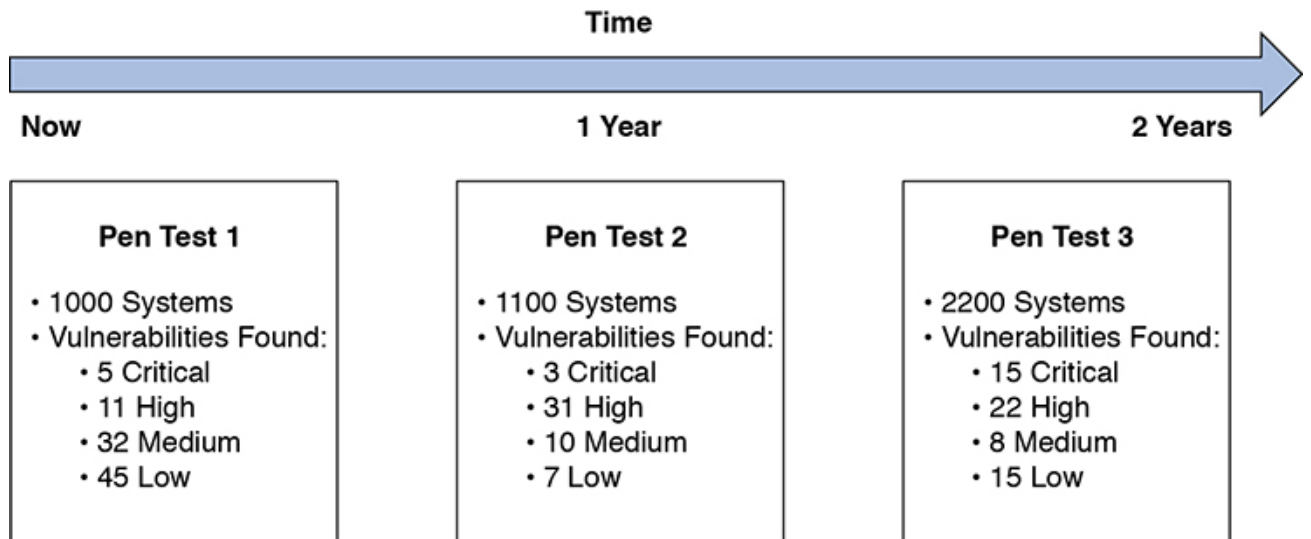 Time
Now
1 Year
2 Years
Pen Test 1
• 1000 Systems
• Vulnerabilities Found:
• 5 Critical
• 11 High
• 32 Medium
• 45 Low
Pen Test 2
• 1100 Systems
• Vulnerabilities Found:
• 3 Critical
• 31 High
• 10 Medium
• 7 Low
Pen Test 3
• 2200 Systems
• Vulnerabilities Found:
• 15 Critical
• 22 High
• 8 Medium
• 15 Low